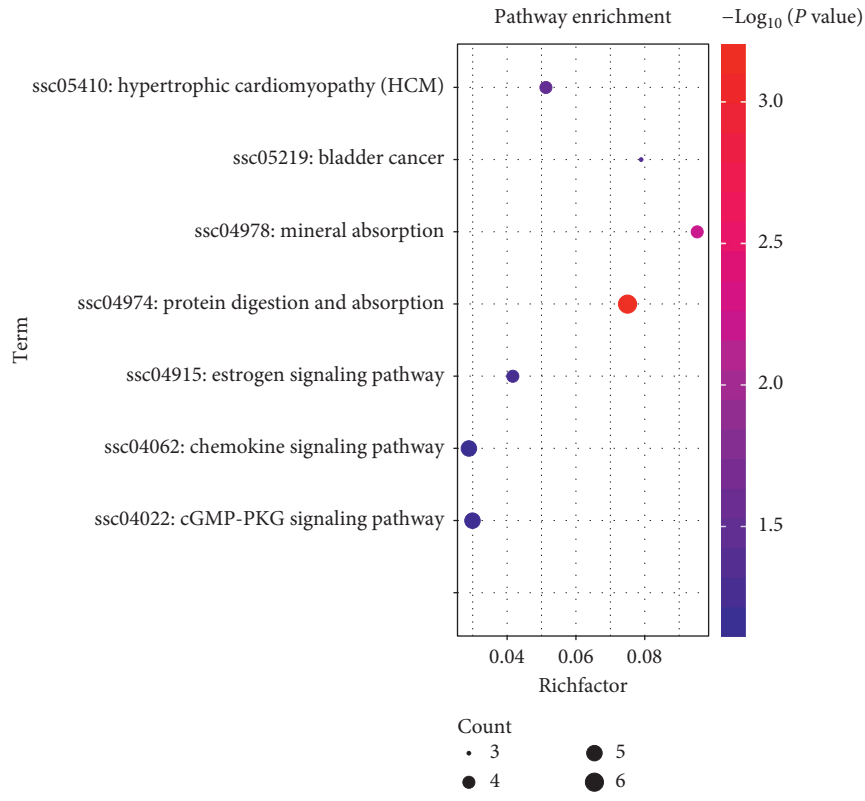 Pathway enrichment
−Log₁₀ (P value)
ssc05410: hypertrophic cardiomyopathy (HCM)
ssc05219: bladder cancer
ssc04978: mineral absorption
ssc04974: protein digestion and absorption
ssc04915: estrogen signaling pathway
ssc04062: chemokine signaling pathway
ssc04022: cGMP-PKG signaling pathway
Term
3.0
2.5
2.0
1.5
0.04 0.06 0.08
Richfactor
Count
3 5
4 6